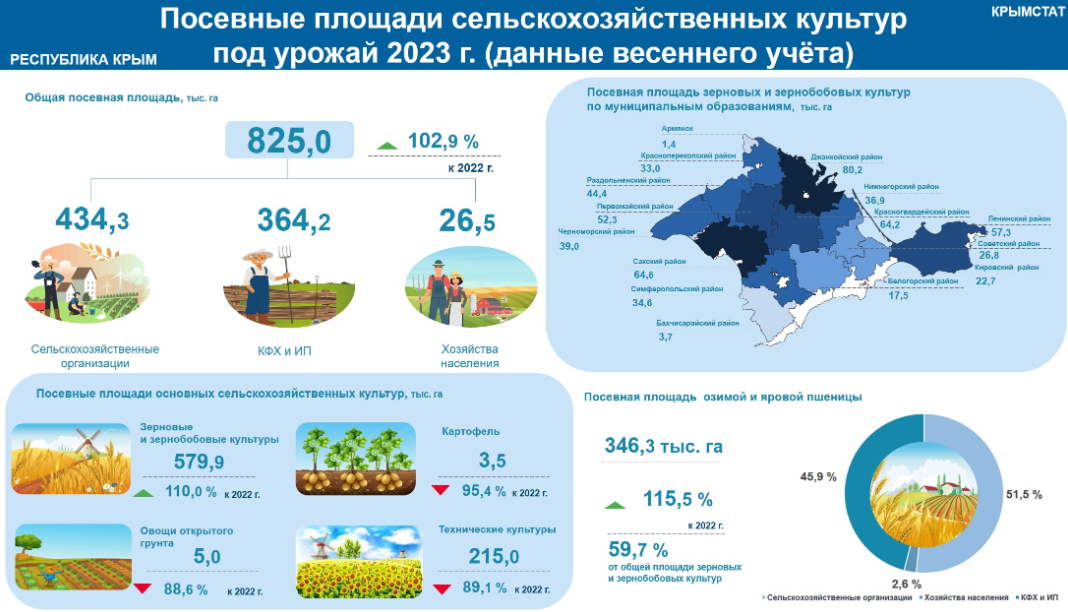 Посевные площади сельскохозяйственных культур
под урожай 2023 г. (данные весеннего учёта)
КРЫМСТАТ
РЕСПУБЛИКА КРЫМ
Общая посевная площадь, тыс. га
825,0
102,9 %
к 2022 г.
434,3
364,2
26,5
Сельскохозяйственные
организации
КФХ и ИП
Хозяйства
населения
Посевная площадь зерновых и зернобобовых культур
по муниципальным образованиям, тыс. га
Армянск
1,4
Красноперекопский район
33,0
Джанкойский район
80,2
Раздольненский район
44,4
Нижнегорский район
36,9
Первомайский район
52,3
Красногвардейский район
64,2
Ленинский район
57,3
Черноморский район
39,0
Советский район
26,8
Сакский район
64,6
Кировский район
22,7
Симферопольский район
34,6
Белогорский район
17,5
Бахчисарайский район
3,7
Посевные площади основных сельскохозяйственных культур, тыс. га
Зерновые
и зернобобовые культуры
579,9
110,0 % к 2022 г.
Картофель
3,5
95,4 % к 2022 г.
Овощи открытого
грунта
5,0
88,6 % к 2022 г.
Технические культуры
215,0
89,1 % к 2022 г.
Посевная площадь озимой и яровой пшеницы
346,3 тыс. га
115,5 %
к 2022 г.
59,7 %
от общей площади зерновых
и зернобобовых культур
45,9 %
51,5 %
2,6 %
Сельскохозяйственные организации Хозяйства населения КФХ и ИП